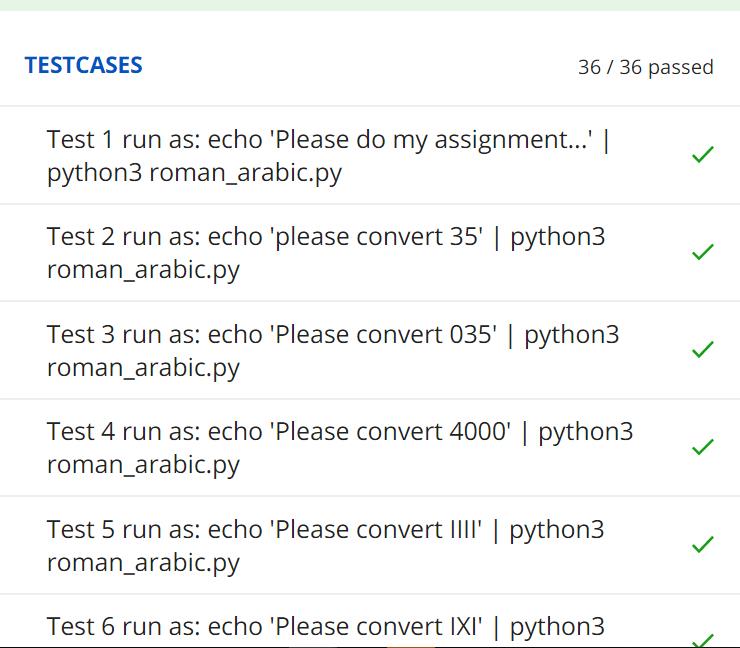 TESTCASES
36 / 36 passed
Test 1 run as: echo 'Please do my assignment...' |
python3 roman_arabic.py
Test 2 run as: echo 'please convert 35' | python3
roman_arabic.py
Test 3 run as: echo 'Please convert 035' | python3
roman_arabic.py
Test 4 run as: echo 'Please convert 4000' | python3
roman_arabic.py
Test 5 run as: echo 'Please convert IIII' | python3
roman_arabic.py
Test 6 run as: echo 'Please convert IXI' | python3